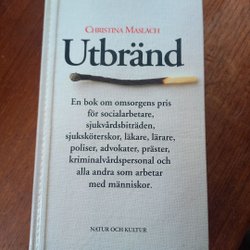 CHRISTINA MASLACH
Utbränd
En bok om omsorgens pris
för socialarbetare,
sjukvårdsbiträden,
sjuksköterskor, läkare, lärare,
poliser, advokater, präster,
kriminalvårdspersonal och
alla andra som arbetar
med människor.
NATUR OCH KULTUR